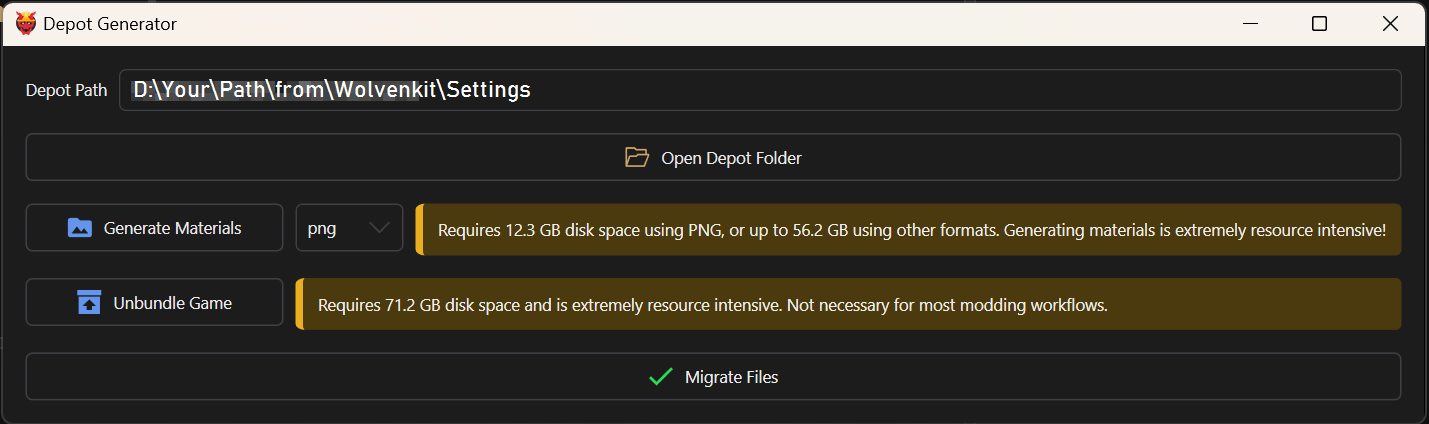 Depot Generator
Depot Path D:\Your\Path\from\Wolvenkit\Settings
Open Depot Folder
Generate Materials png Requires 12.3 GB disk space using PNG, or up to 56.2 GB using other formats. Generating materials is extremely resource intensive!
Unbundle Game Requires 71.2 GB disk space and is extremely resource intensive. Not necessary for most modding workflows.
Migrate Files